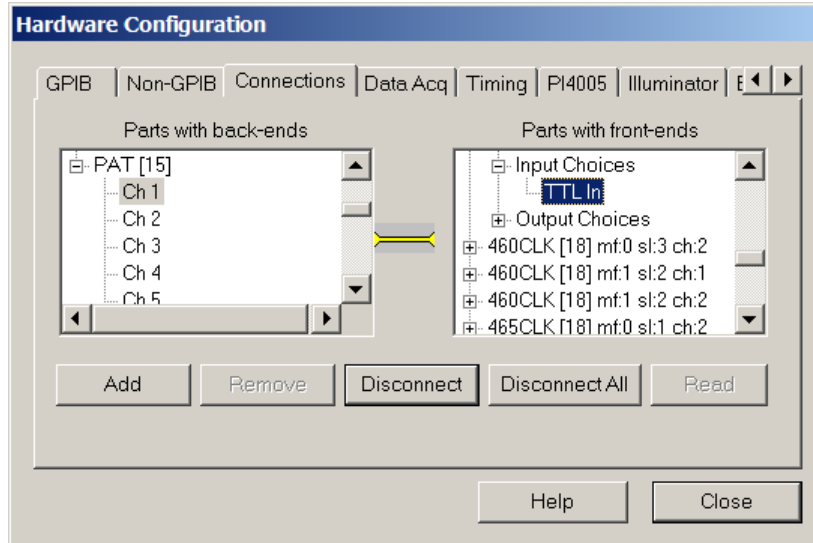 Hardware Configuration
GPIB Non-GPIB Connections Data Acq Timing PI4005 Illuminator
Parts with back-ends Parts with front-ends
PAT [15]
Ch 1
Ch 2
Ch 3
Ch 4
Ch 5
Input Choices
TTL In
Output Choices
460CLK [18] mf:0 sl:3 ch:2
460CLK [18] mf:1 sl:2 ch:1
460CLK [18] mf:1 sl:2 ch:2
465CLK [18] mf:0 sl:1 ch:2
Add Remove Disconnect Disconnect All Read
Help Close